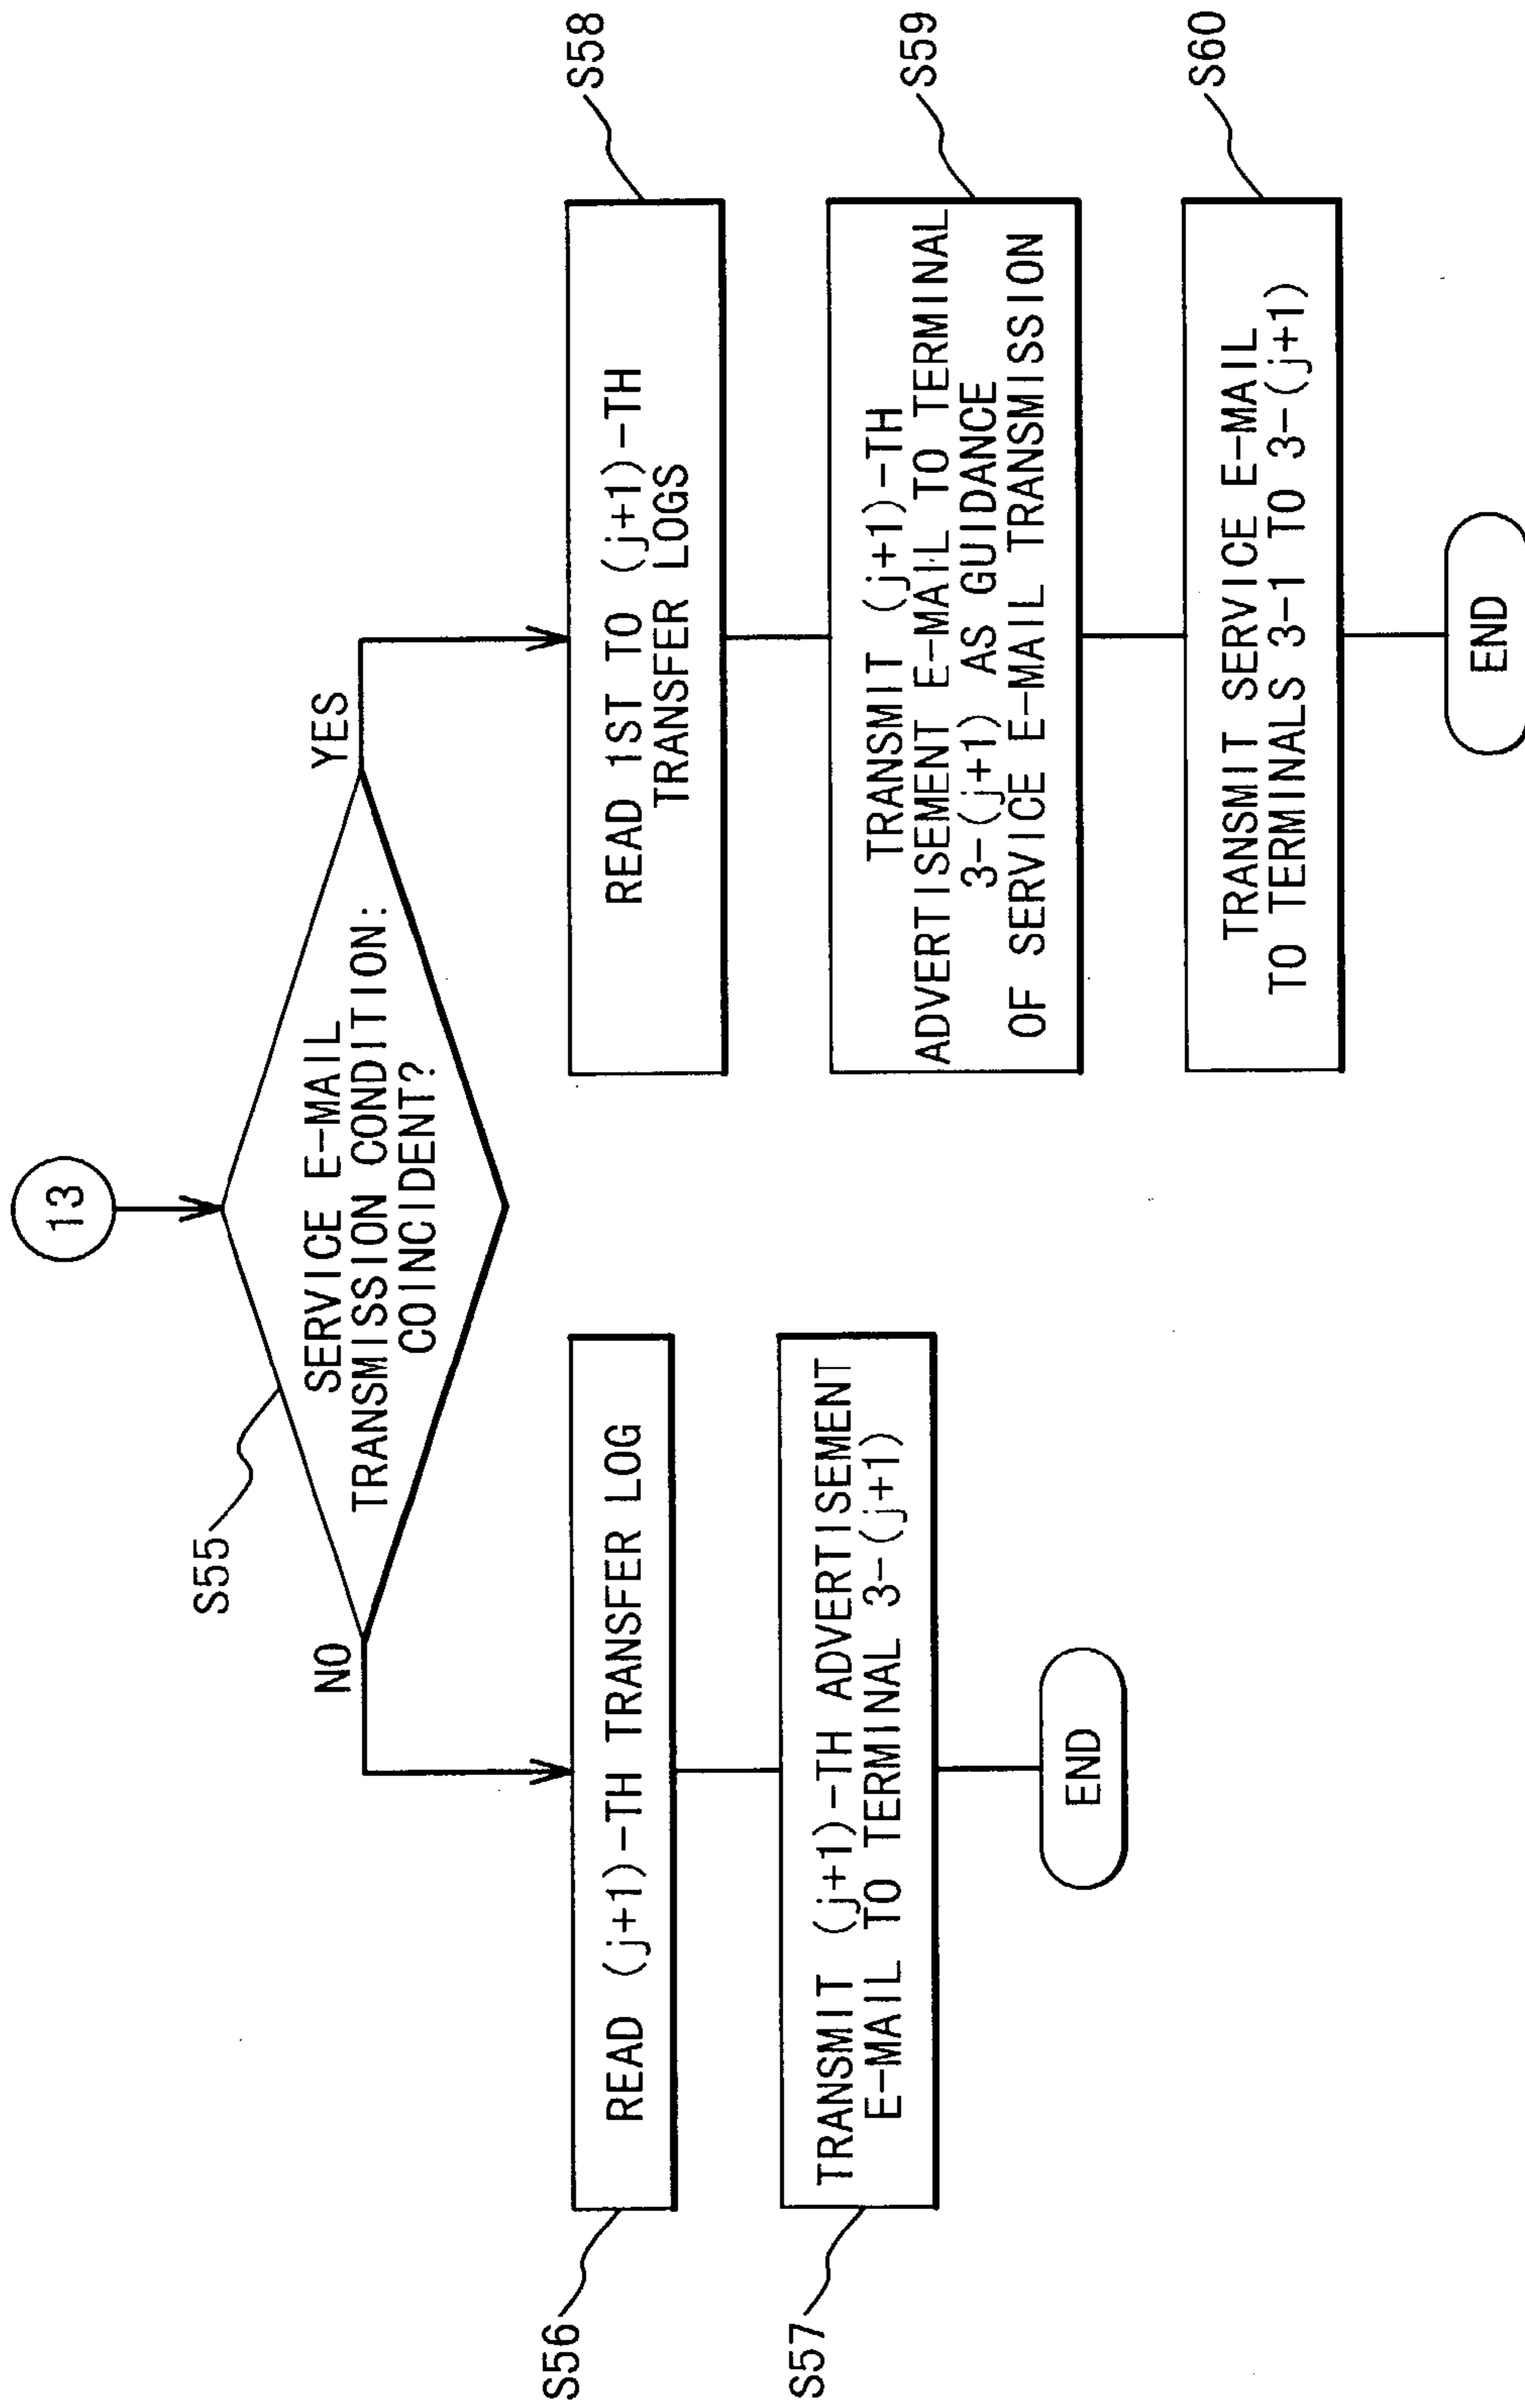 13
S55
SERVICE E-MAIL
TRANSMISSION CONDITION:
COINCIDENT?
NO
YES
S56
READ (j+1)-TH TRANSFER LOG
S57
TRANSMIT (j+1)-TH ADVERTISEMENT
E-MAIL TO TERMINAL 3-(j+1)
END
S58
READ 1ST TO (j+1)-TH
TRANSFER LOGS
S59
TRANSMIT (j+1)-TH
ADVERTISEMENT E-MAIL TO TERMINAL
3-(j+1) AS GUIDANCE
OF SERVICE E-MAIL TRANSMISSION
S60
TRANSMIT SERVICE E-MAIL
TO TERMINALS 3-1 TO 3-(j+1)
END